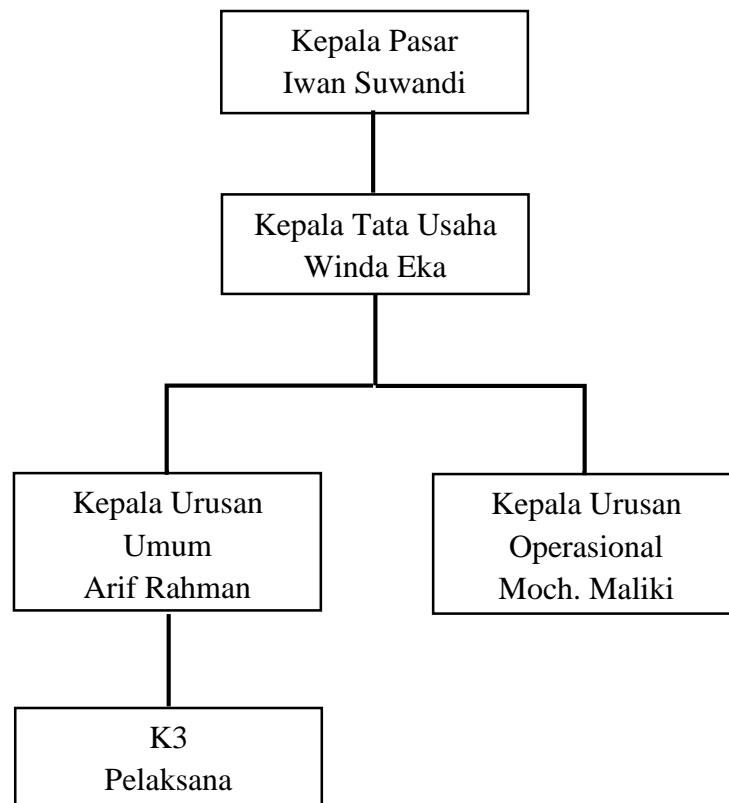 Kepala Pasar
Iwan Suwandi
Kepala Tata Usaha
Winda Eka
Kepala Urusan
Umum
Arif Rahman
Kepala Urusan
Operasional
Moch. Maliki
K3
Pelaksana